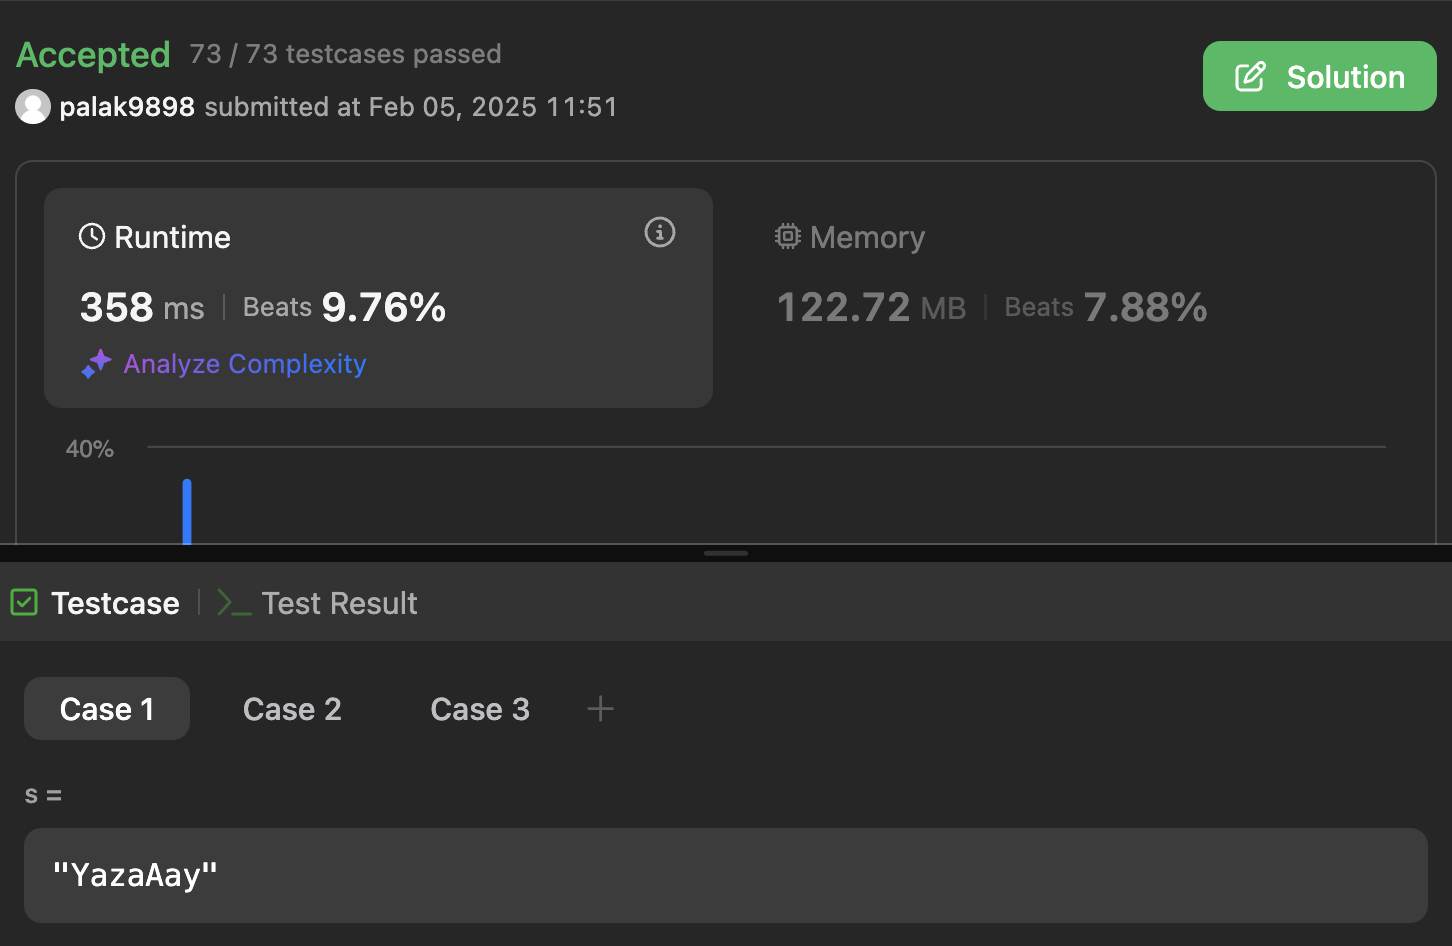 Accepted 73 / 73 testcases passed
Solution
palak9898 submitted at Feb 05, 2025 11:51
Runtime
358 ms | Beats 9.76%
Analyze Complexity
Memory
122.72 MB | Beats 7.88%
40%
Testcase | >_ Test Result
Case 1 Case 2 Case 3 +
s =
"YazaAay"